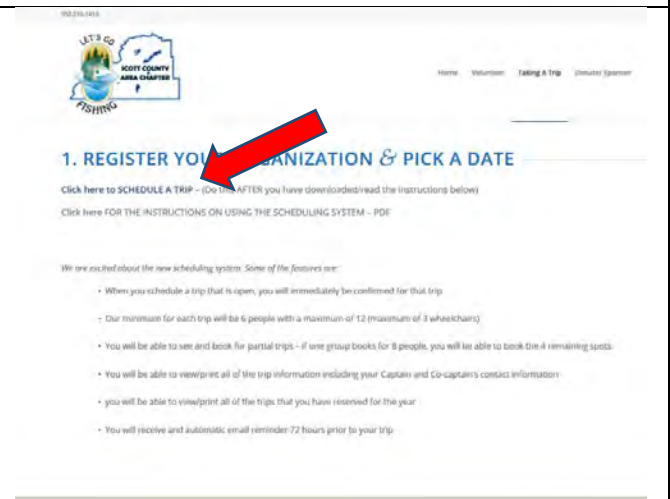 LET'S GO
FISHING
SCOTT COUNTY
AREA CHAPTER
Home Volunteer Taking A Trip Donate/ Sponsor
1. REGISTER YOU ANIZATION & PICK A DATE
Click here to SCHEDULE A TRIP – (Do this AFTER you have downloaded/read the instructions below)
Click here FOR THE INSTRUCTIONS ON USING THE SCHEDULING SYSTEM – PDF
We are excited about the new scheduling system. Some of the features are:
• When you schedule a trip that is open, you will immediately be confirmed for that trip
– Our minimum for each trip will be 6 people with a maximum of 12 (maximum of 3 wheelchairs)
• You will be able to see and book for partial trips – if one group books for 8 people, you will be able to book the 4 remaining spots.
• You will be able to view/print all of the trip information including your Captain and Co-captain's contact information
• you will be able to view/print all of the trips that you have reserved for the year
• You will receive and automatic email reminder 72 hours prior to your trip